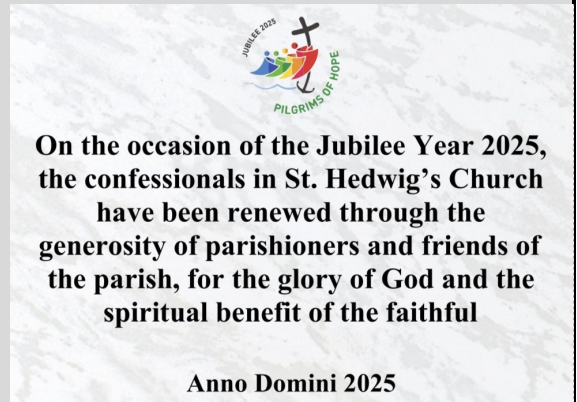 JUBILEE 2025
PILGRIMS OF HOPE
On the occasion of the Jubilee Year 2025,
the confessionals in St. Hedwig’s Church
have been renewed through the
generosity of parishioners and friends of
the parish, for the glory of God and the
spiritual benefit of the faithful
Anno Domini 2025